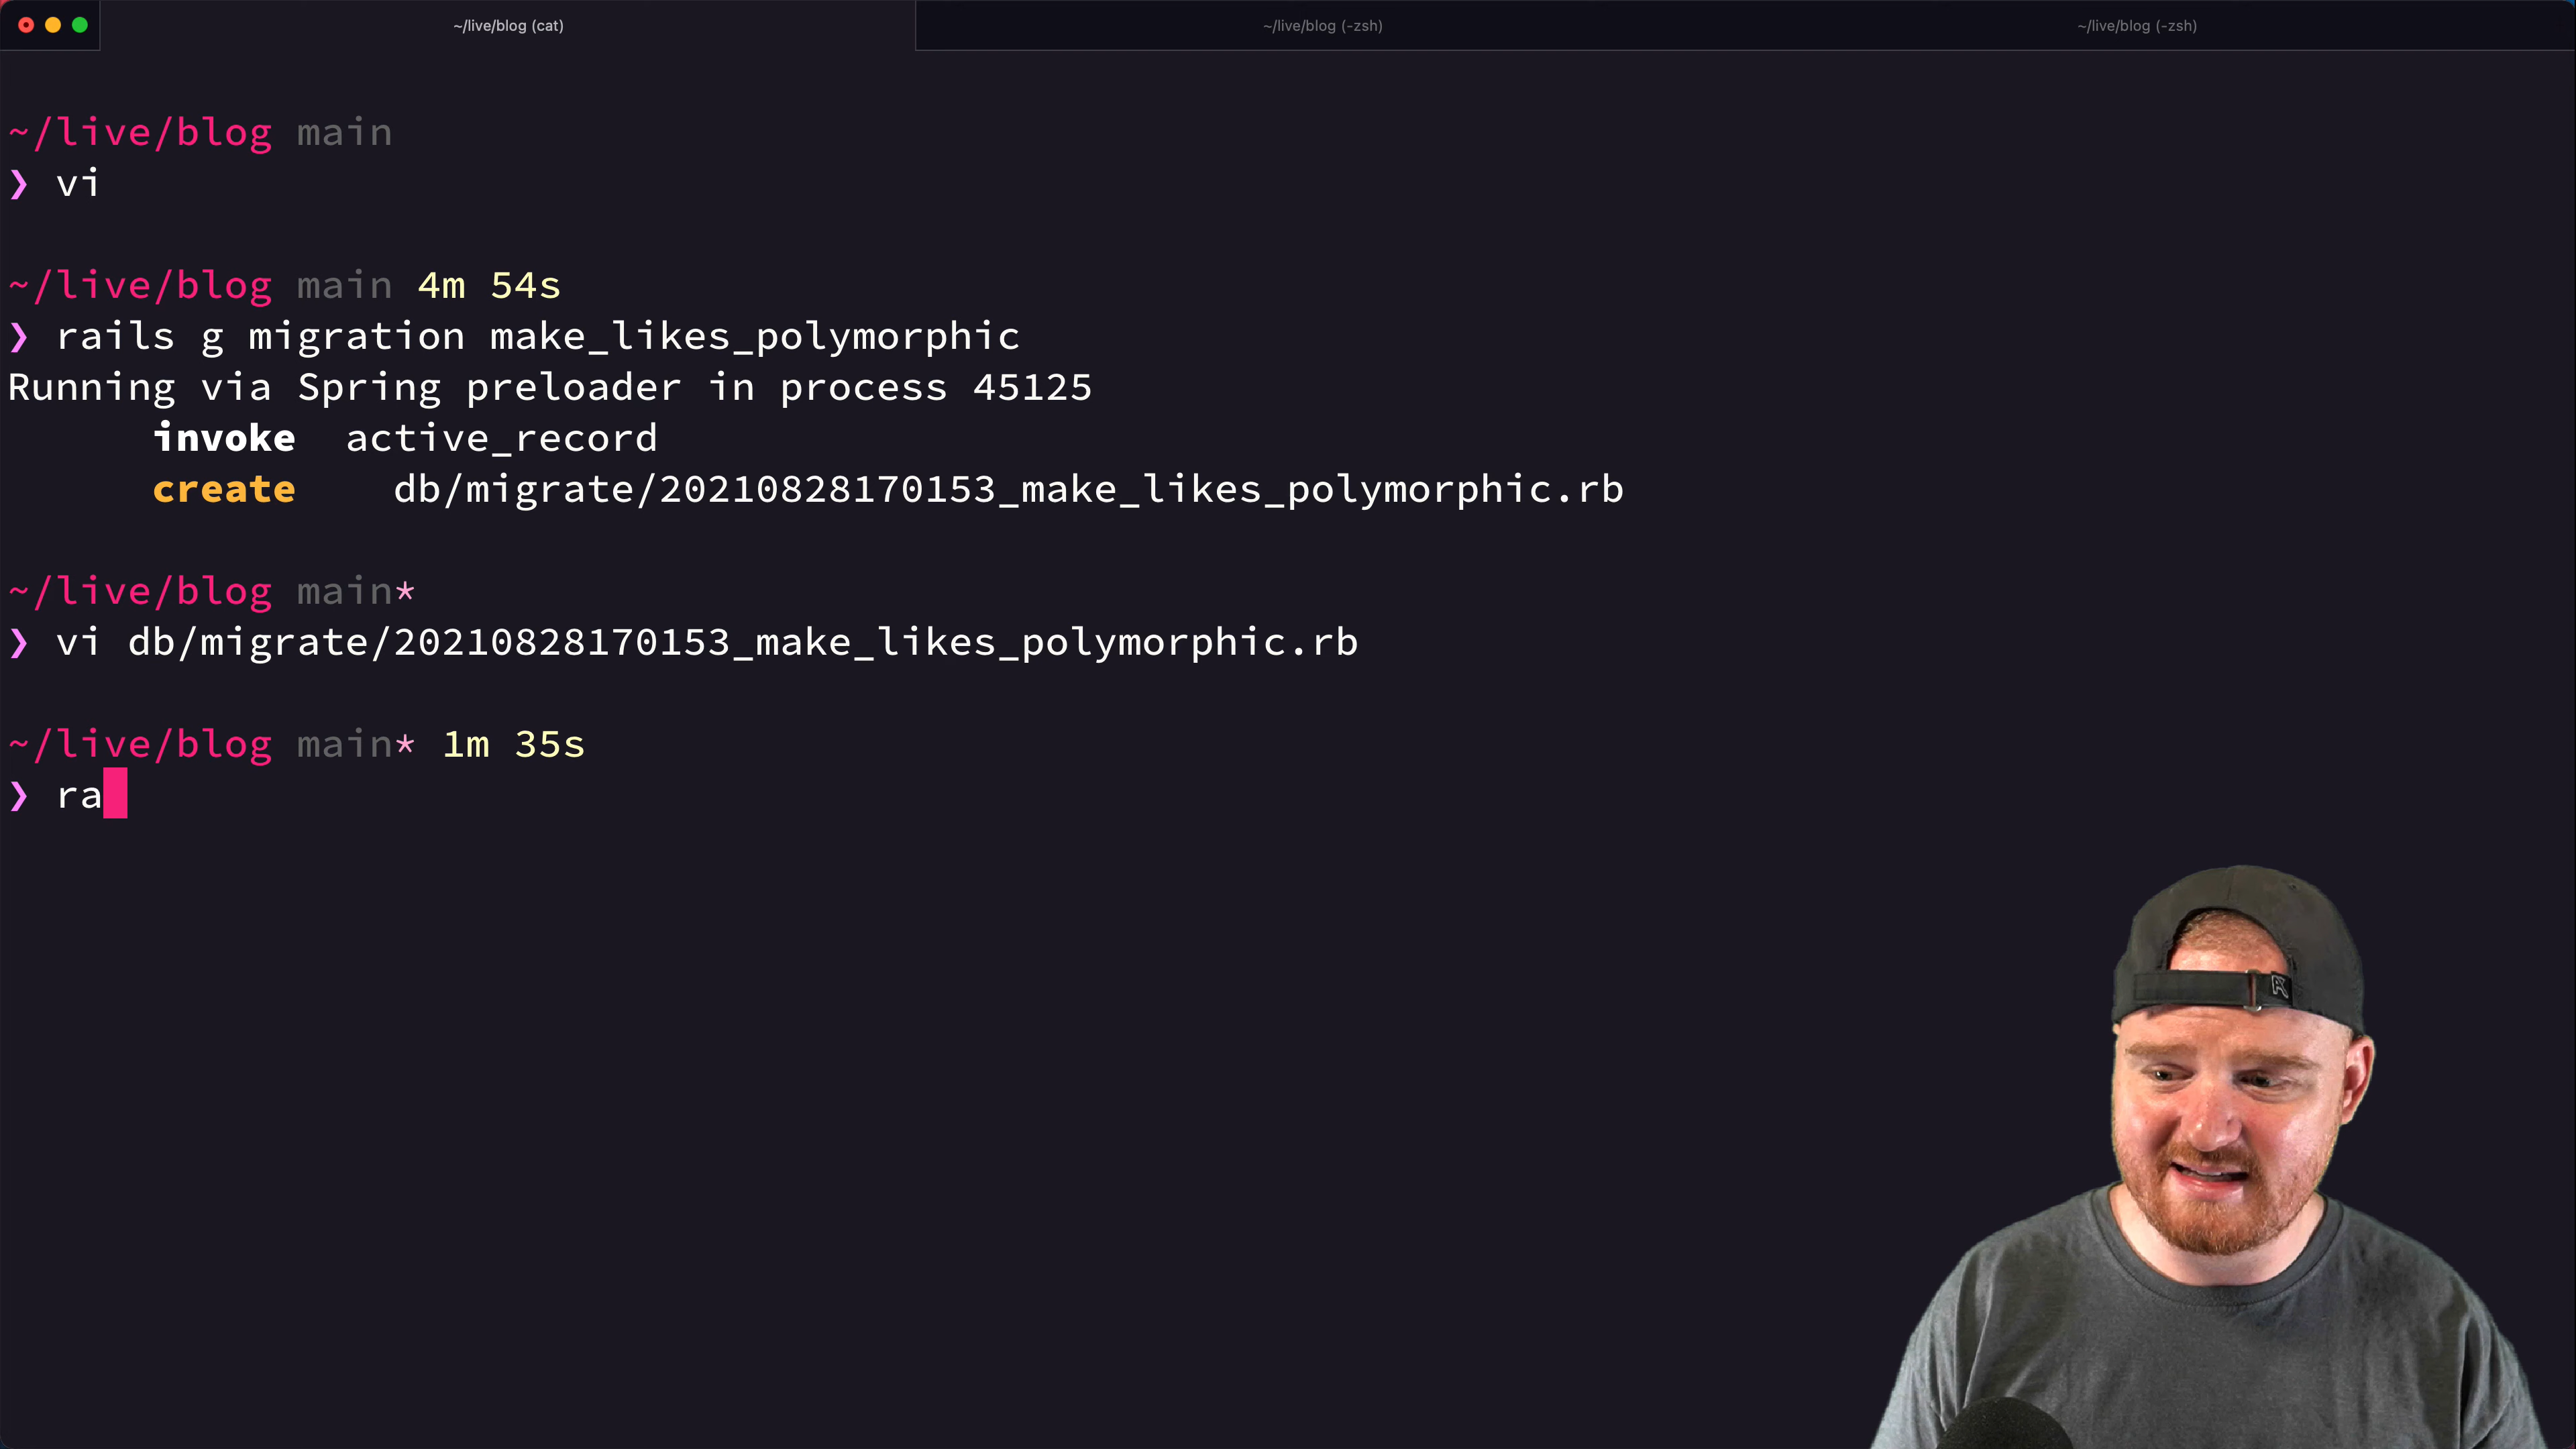 ~/live/blog (cat)
~/live/blog (-zsh)
~/live/blog (-zsh)
~/live/blog main
❯ vi
~/live/blog main 4m 54s
❯ rails g migration make_likes_polymorphic
Running via Spring preloader in process 45125
invoke active_record
create db/migrate/20210828170153_make_likes_polymorphic.rb
~/live/blog main*
❯ vi db/migrate/20210828170153_make_likes_polymorphic.rb
~/live/blog main* 1m 35s
❯ ra